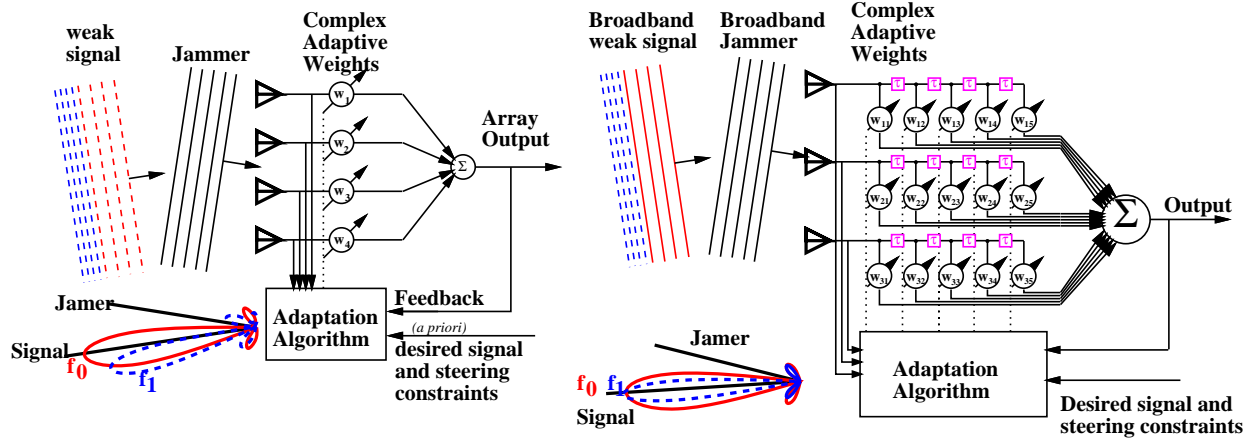 weak
signal
Jammer
Complex
Adaptive
Weights
w1
w2
w3
w4
Σ
Array
Output
Feedback
(a priori)
desired signal
and steering
constraints
Adaptation
Algorithm
Jamer
Signal
f0
f1
Broadband
weak signal
Broadband
Jammer
Complex
Adaptive
Weights
τ τ τ τ
w11 w12 w13 w14 w15
τ τ τ τ
w21 w22 w23 w24 w25
τ τ τ τ
w31 w32 w33 w34 w35
Σ
Output
Jamer
f0 f1
Signal
Adaptation
Algorithm
Desired signal and
steering constraints